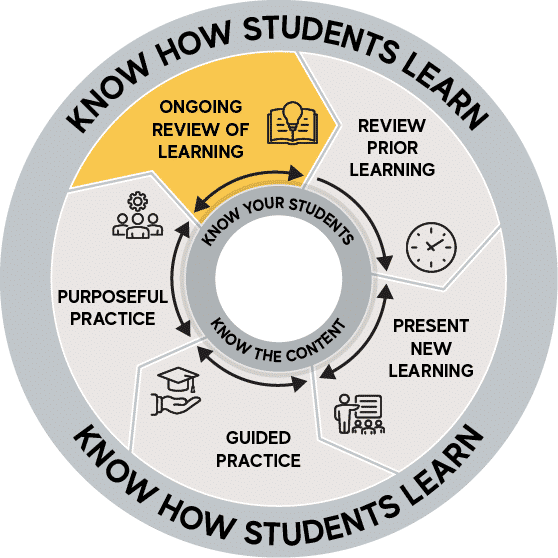 KNOW HOW STUDENTS LEARN
ONGOING
REVIEW OF
LEARNING
REVIEW
PRIOR
LEARNING
KNOW YOUR STUDENTS
PURPOSEFUL
PRACTICE
PRESENT
NEW
LEARNING
KNOW THE CONTENT
GUIDED
PRACTICE
KNOW HOW STUDENTS LEARN